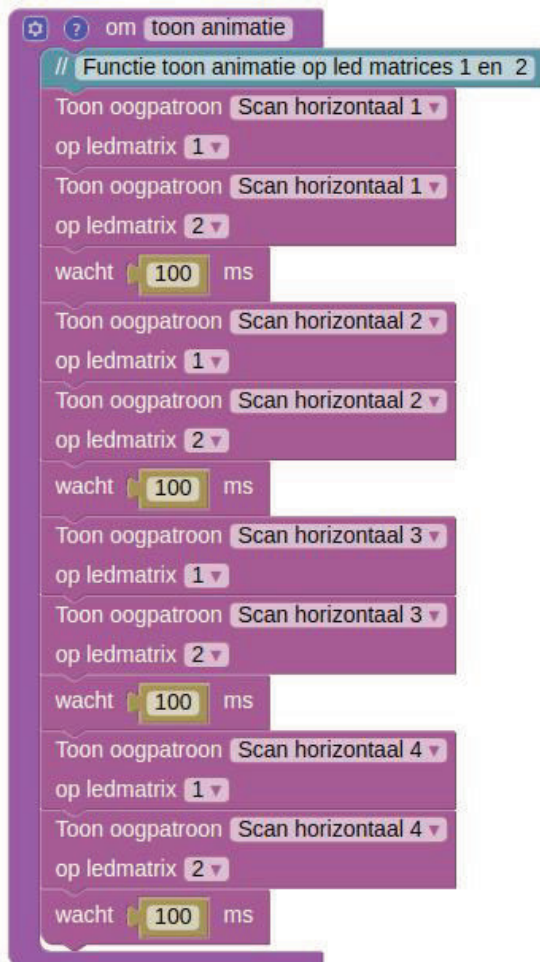 ? om toon animatie
// Functie toon animatie op led matrices 1 en 2
Toon oogpatroon Scan horizontaal 1
op ledmatrix 1
Toon oogpatroon Scan horizontaal 1
op ledmatrix 2
wacht 100 ms
Toon oogpatroon Scan horizontaal 2
op ledmatrix 1
Toon oogpatroon Scan horizontaal 2
op ledmatrix 2
wacht 100 ms
Toon oogpatroon Scan horizontaal 3
op ledmatrix 1
Toon oogpatroon Scan horizontaal 3
op ledmatrix 2
wacht 100 ms
Toon oogpatroon Scan horizontaal 4
op ledmatrix 1
Toon oogpatroon Scan horizontaal 4
op ledmatrix 2
wacht 100 ms